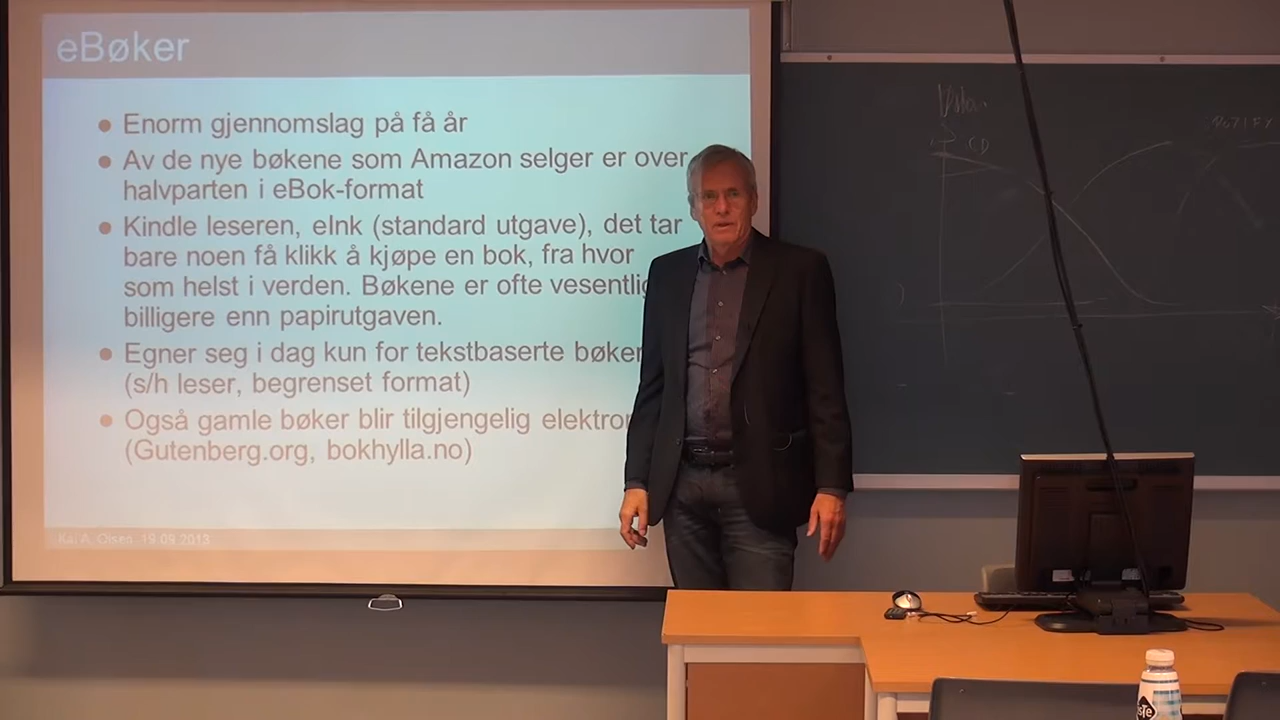 eBøker
● Enorm gjennomslag på få år
● Av de nye bøkene som Amazon selger er over
halvparten i eBok-format
● Kindle leseren, eInk (standard utgave), det tar
bare noen få klikk å kjøpe en bok, fra hvor
som helst i verden. Bøkene er ofte vesentlig
billigere enn papirutgaven.
● Egner seg i dag kun for tekstbaserte bøker
(s/h leser, begrenset format)
● Også gamle bøker blir tilgjengelig
(Gutenberg.org, bokhylla.no)
Kai A. Olsen, 19.09.2013
CD